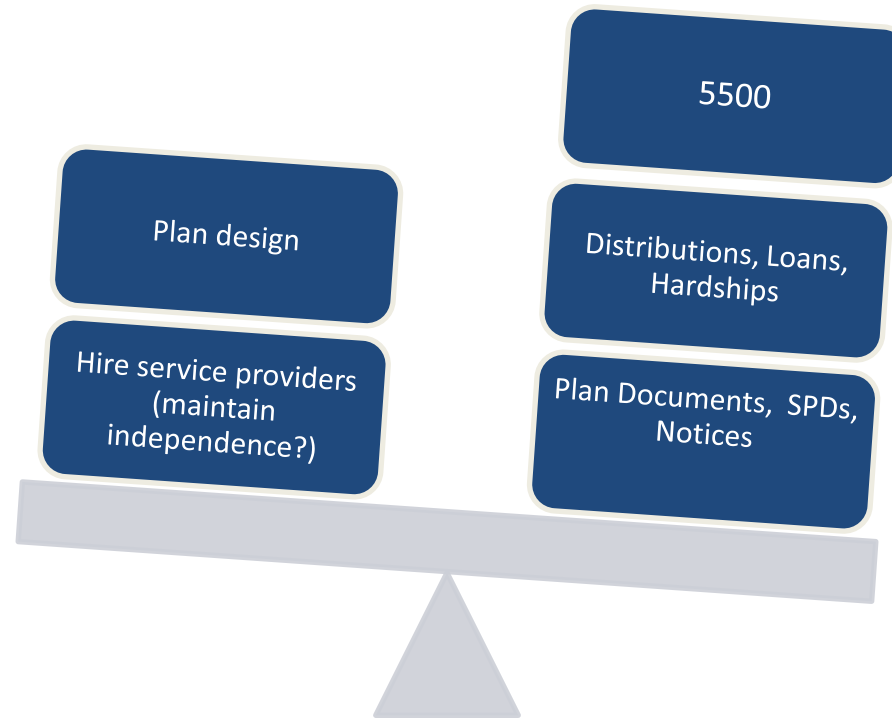 Plan design
Hire service providers
(maintain
independence?)
5500
Distributions, Loans,
Hardships
Plan Documents,  SPDs,
Notices